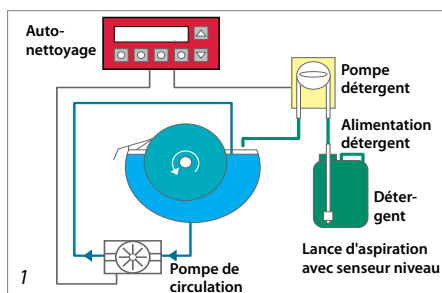 Auto-
nettoyage
Pompe
détergent
Alimentation
détergent
Déter-
gent
Lance d'aspiration
avec senseur niveau
Pompe de
circulation
1